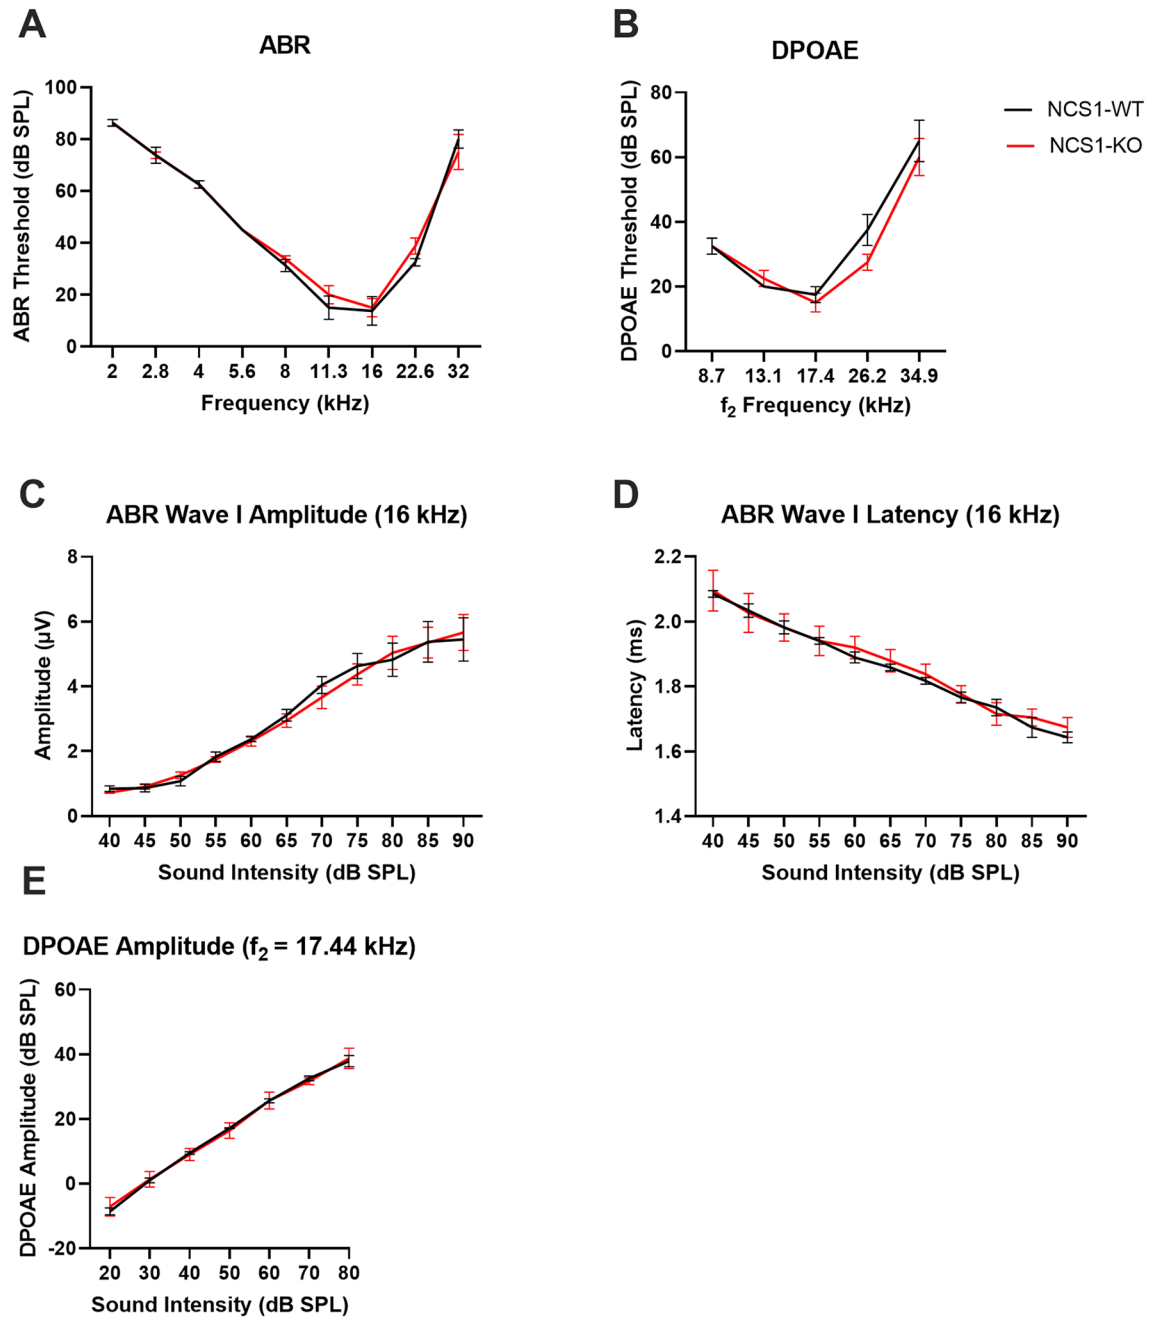 A
ABR
ABR Threshold (dB SPL)
100
80
60
40
20
0
2 2.8 4 5.6 8 11.3 16 22.6 32
Frequency (kHz)
B
DPOAE
DPOAE Threshold (dB SPL)
80
60
40
20
0
8.7 13.1 17.4 26.2 34.9
f₂ Frequency (kHz)
NCS1-WT
NCS1-KO
C
ABR Wave I Amplitude (16 kHz)
Amplitude (µV)
8
6
4
2
0
40 45 50 55 60 65 70 75 80 85 90
Sound Intensity (dB SPL)
D
ABR Wave I Latency (16 kHz)
Latency (ms)
2.2
2.0
1.8
1.6
1.4
40 45 50 55 60 65 70 75 80 85 90
Sound Intensity (dB SPL)
E
DPOAE Amplitude (f₂ = 17.44 kHz)
DPOAE Amplitude (dB SPL)
60
40
20
0
-20
20 30 40 50 60 70 80
Sound Intensity (dB SPL)